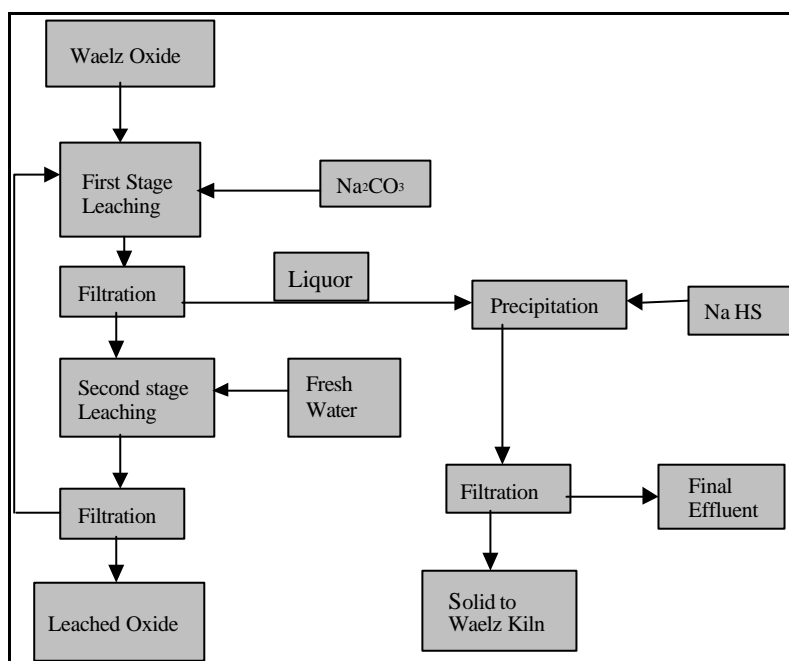 Waelz Oxide
First Stage
Leaching
Na2CO3
Filtration
Liquor
Precipitation
Na HS
Second stage
Leaching
Fresh
Water
Filtration
Filtration
Final
Effluent
Leached Oxide
Solid to
Waelz Kiln